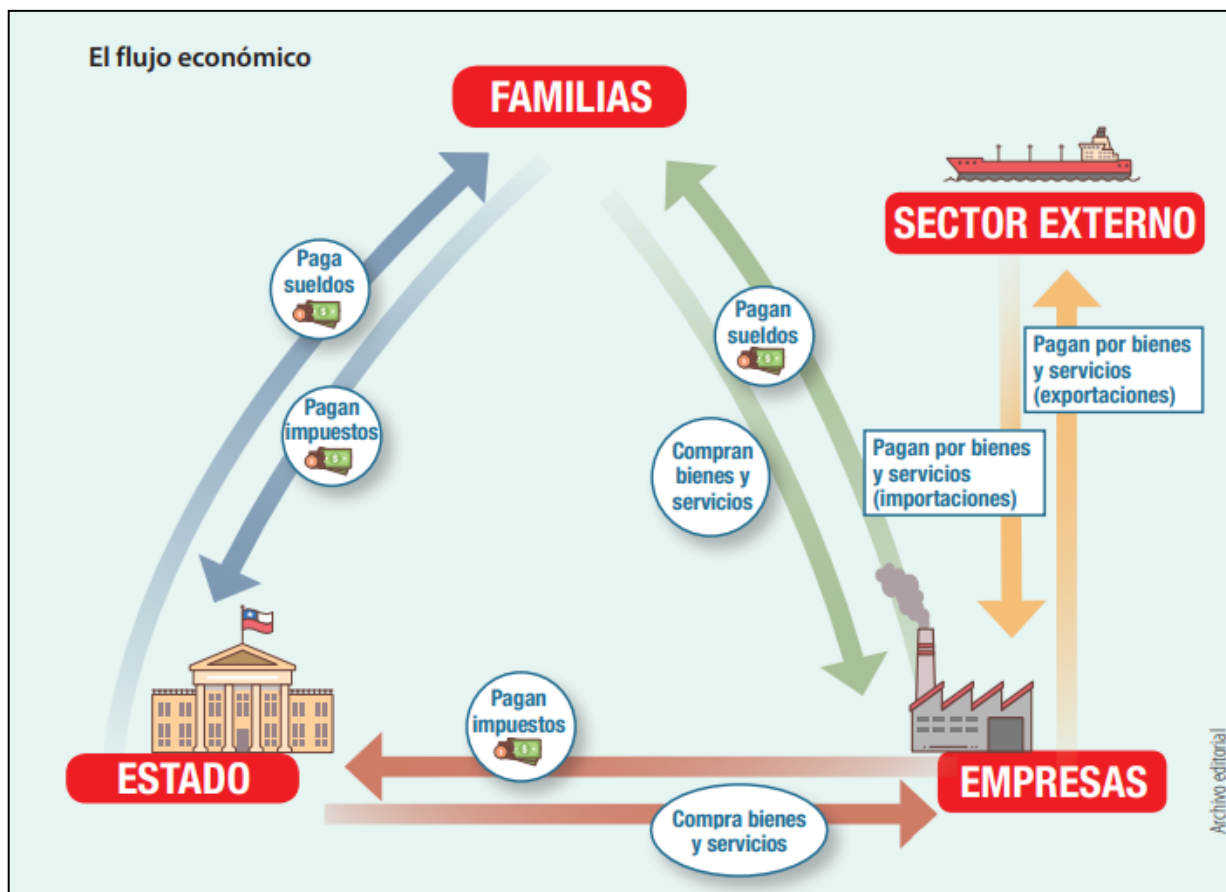 El flujo económico
FAMILIAS
SECTOR EXTERNO
Paga
sueldos
Pagan
sueldos
Pagan por bienes
y servicios
(exportaciones)
Pagan
impuestos
Compran
bienes y
servicios
Pagan por bienes
y servicios
(importaciones)
Pagan
impuestos
ESTADO
EMPRESAS
Compra bienes
y servicios
Archivo editorial